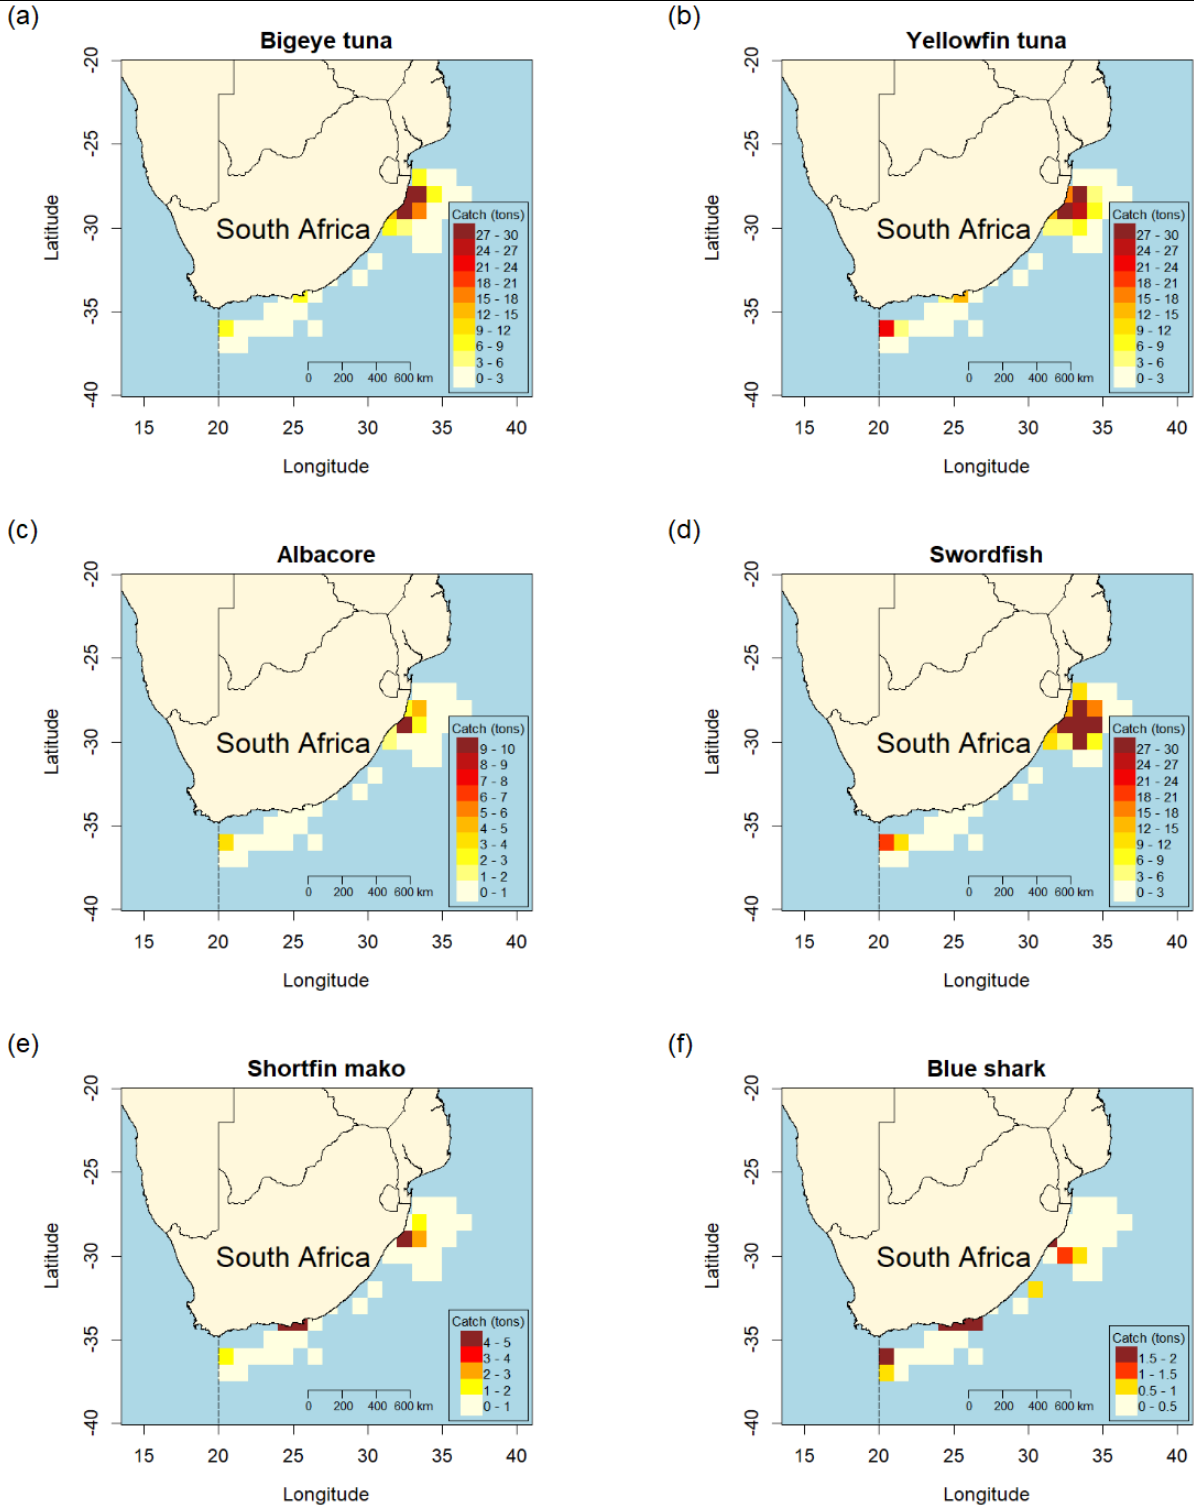 (a)
Bigeye tuna
-20
-25
-30
-35
-40
Latitude
South Africa
Catch (tons)
27 - 30
24 - 27
21 - 24
18 - 21
15 - 18
12 - 15
9 - 12
6 - 9
3 - 6
0 - 3
0 200 400 600 km
15 20 25 30 35 40
Longitude
(b)
Yellowfin tuna
-20
-25
-30
-35
-40
Latitude
South Africa
Catch (tons)
27 - 30
24 - 27
21 - 24
18 - 21
15 - 18
12 - 15
9 - 12
6 - 9
3 - 6
0 - 3
0 200 400 600 km
15 20 25 30 35 40
Longitude
(c)
Albacore
-20
-25
-30
-35
-40
Latitude
South Africa
Catch (tons)
9 - 10
8 - 9
7 - 8
6 - 7
5 - 6
4 - 5
3 - 4
2 - 3
1 - 2
0 - 1
0 200 400 600 km
15 20 25 30 35 40
Longitude
(d)
Swordfish
-20
-25
-30
-35
-40
Latitude
South Africa
Catch (tons)
27 - 30
24 - 27
21 - 24
18 - 21
15 - 18
12 - 15
9 - 12
6 - 9
3 - 6
0 - 3
0 200 400 600 km
15 20 25 30 35 40
Longitude
(e)
Shortfin mako
-20
-25
-30
-35
-40
Latitude
South Africa
Catch (tons)
4 - 5
3 - 4
2 - 3
1 - 2
0 - 1
0 200 400 600 km
15 20 25 30 35 40
Longitude
(f)
Blue shark
-20
-25
-30
-35
-40
Latitude
South Africa
Catch (tons)
1.5 - 2
1 - 1.5
0.5 - 1
0 - 0.5
0 200 400 600 km
15 20 25 30 35 40
Longitude